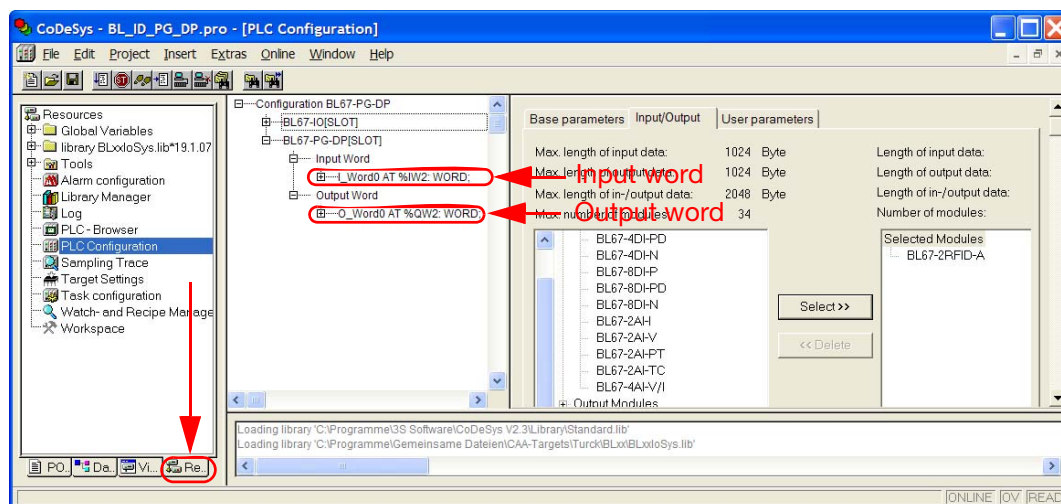 CoDeSys - BL_ID_PG_DP.pro - [PLC Configuration]
File Edit Project Insert Extras Online Window Help
Resources
Global Variables
library BLxxIoSys.lib*19.1.07
Tools
Alarm configuration
Library Manager
Log
PLC - Browser
PLC Configuration
Sampling Trace
Target Settings
Task configuration
Watch- and Recipe Manage
Workspace
PO..
Da..
Vi...
Re..
Configuration BL67-PG-DP
BL67-IO[SLOT]
BL67-PG-DP[SLOT]
Input Word
I_Word0 AT %IW2: WORD;
Output Word
O_Word0 AT %QW2: WORD;
Input word
Output word
Base parameters Input/Output User parameters
Max. length of input data: 1024 Byte Length of input data:
Max. length of output data: 1024 Byte Length of output data:
Max. length of in-/output data: 2048 Byte Length of in-/output data:
Max. number of modules: 34 Number of modules:
BL67-4DI-PD
BL67-4DI-N
BL67-8DI-P
BL67-8DI-PD
BL67-8DI-N
BL67-2AI-I
BL67-2AI-V
BL67-2AI-PT
BL67-2AI-TC
BL67-4AI-V/I
Output Modules
Select >>
<< Delete
Selected Modules
BL67-2RFID-A
Loading library 'C:\Programme\3S Software\CoDeSys V2.3\Library\Standard.lib'
Loading library 'C:\Programme\Gemeinsame Dateien\CAA-Targets\Turck\BLxx\BLxxIoSys.lib'
ONLINE OV READ